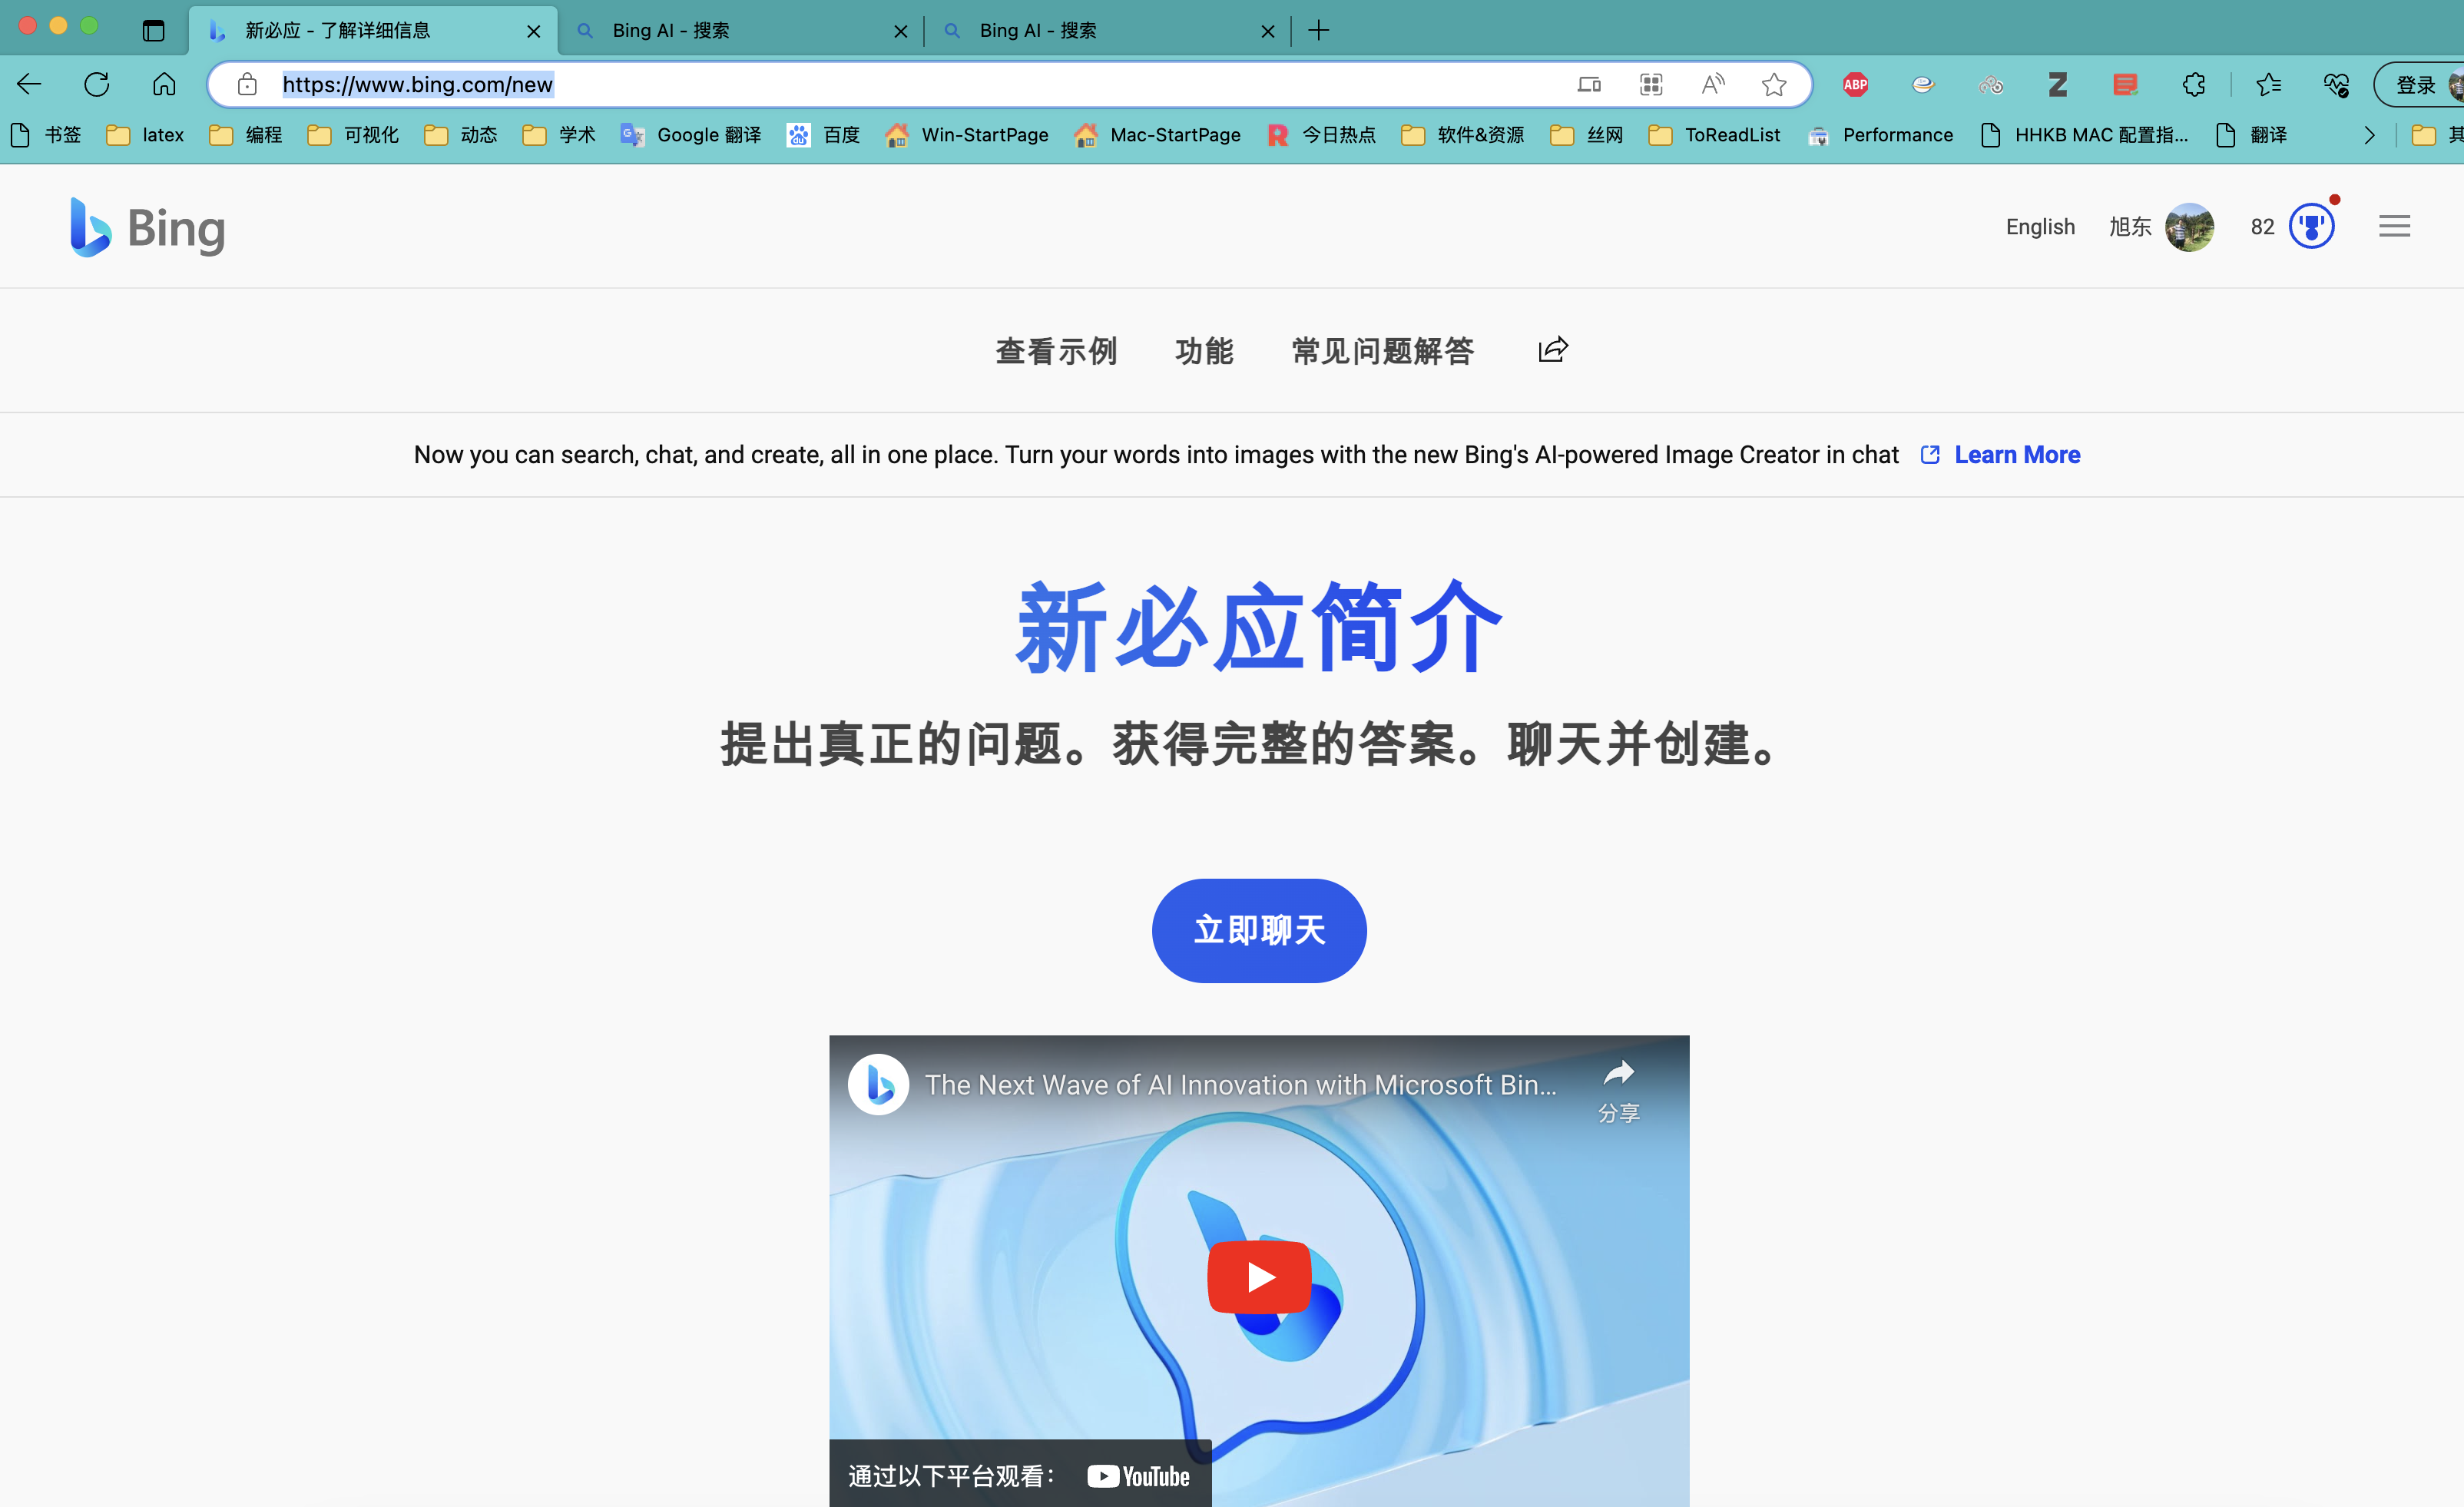 新必应 - 了解详细信息
Bing AI - 搜索
Bing AI - 搜索
https://www.bing.com/new
ABP
登录
书签
latex
编程
可视化
动态
学术
Google 翻译
百度
Win-StartPage
Mac-StartPage
今日热点
软件&资源
丝网
ToReadList
Performance
HHKB MAC 配置指...
翻译
Bing
English
旭东
82
查看示例
功能
常见问题解答
Now you can search, chat, and create, all in one place. Turn your words into images with the new Bing's AI-powered Image Creator in chat
Learn More
新必应简介
提出真正的问题。获得完整的答案。聊天并创建。
立即聊天
The Next Wave of AI Innovation with Microsoft Bin...
分享
通过以下平台观看：
YouTube